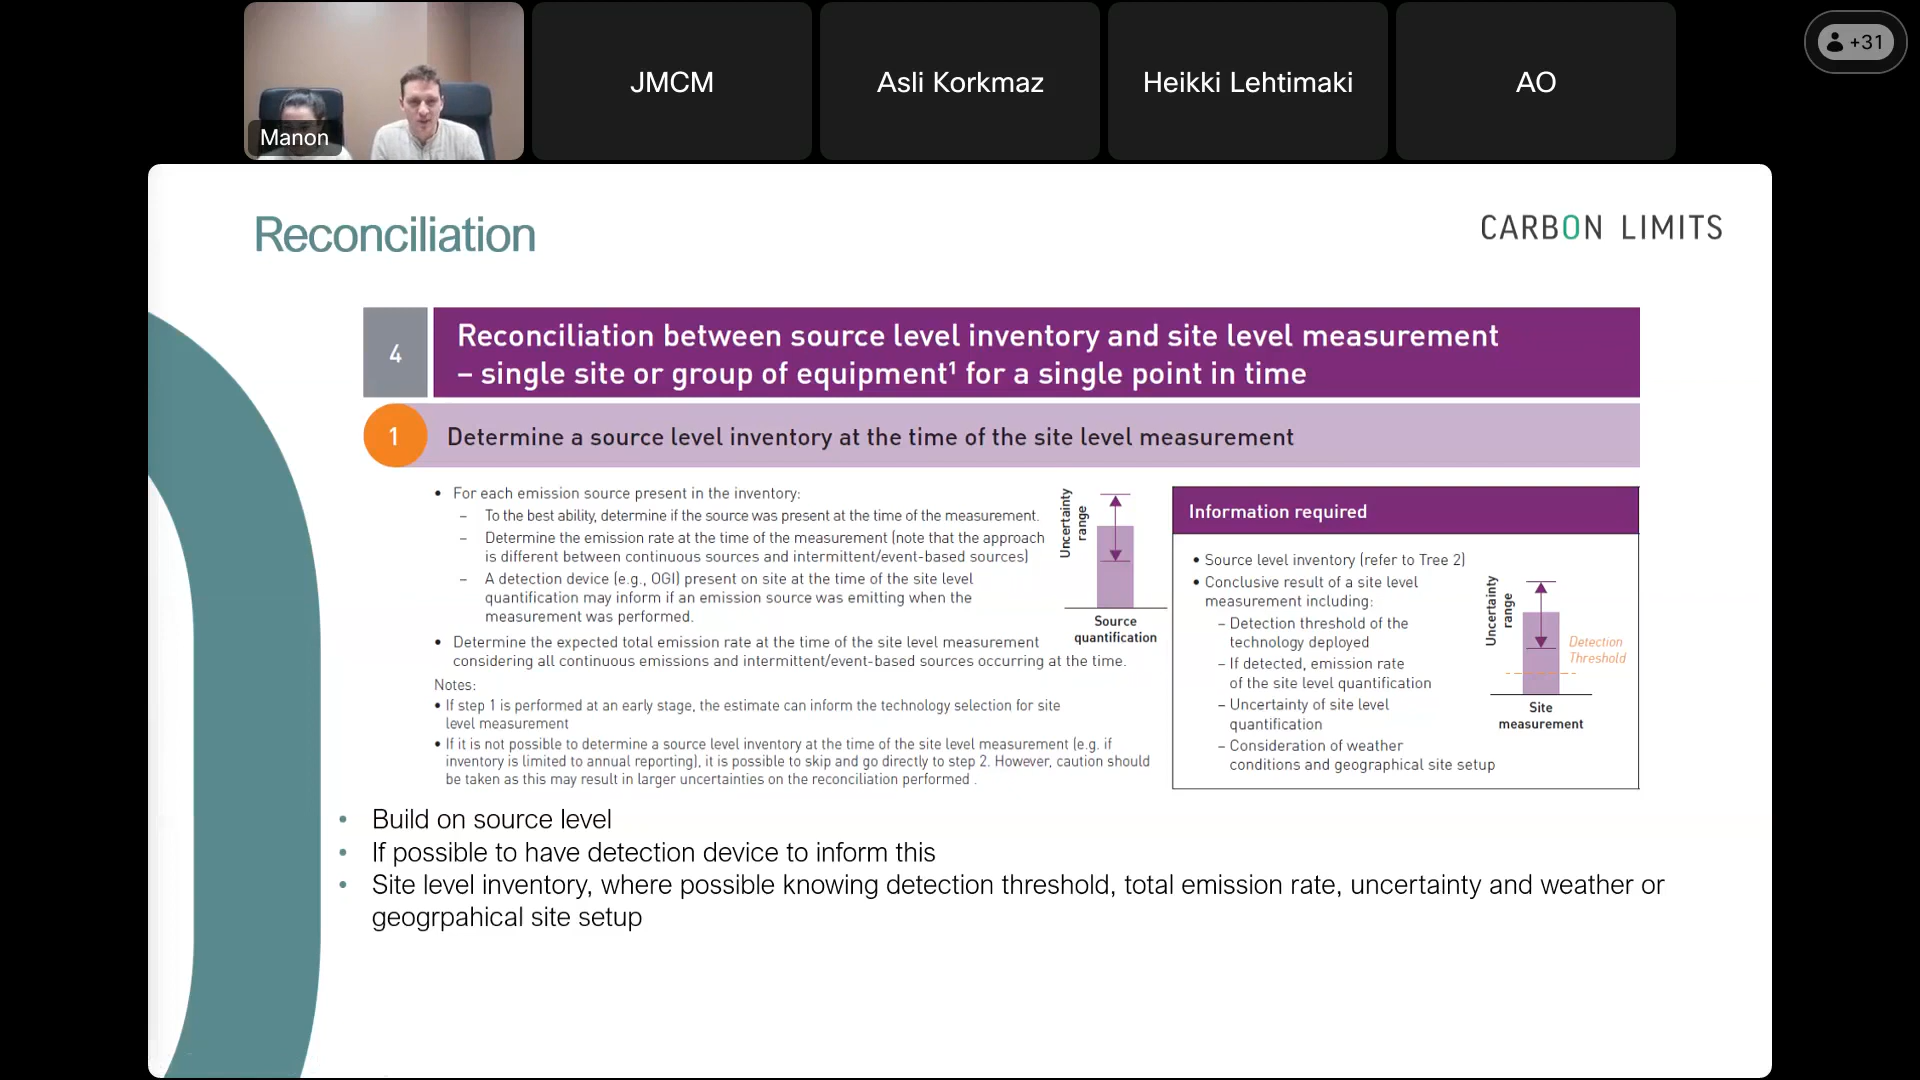 Manon
JMCM
Asli Korkmaz
Heikki Lehtimaki
AO
+31
Reconciliation
CARBON LIMITS
4
Reconciliation between source level inventory and site level measurement
– single site or group of equipment¹ for a single point in time
1
Determine a source level inventory at the time of the site level measurement
• For each emission source present in the inventory:
– To the best ability, determine if the source was present at the time of the measurement.
– Determine the emission rate at the time of the measurement (note that the approach
is different between continuous sources and intermittent/event-based sources)
– A detection device (e.g., OGI) present on site at the time of the site level
quantification may inform if an emission source was emitting when the
measurement was performed.
• Determine the expected total emission rate at the time of the site level measurement
considering all continuous emissions and intermittent/event-based sources occurring at the time.
Notes:
• If step 1 is performed at an early stage, the estimate can inform the technology selection for site
level measurement
• If it is not possible to determine a source level inventory at the time of the site level measurement (e.g. if
inventory is limited to annual reporting), it is possible to skip and go directly to step 2. However, caution should
be taken as this may result in larger uncertainties on the reconciliation performed .
Uncertainty
range
Source
quantification
Information required
• Source level inventory (refer to Tree 2)
• Conclusive result of a site level
measurement including:
– Detection threshold of the
technology deployed
– If detected, emission rate
of the site level quantification
– Uncertainty of site level
quantification
– Consideration of weather
conditions and geographical site setup
Uncertainty
range
Detection
Threshold
Site
measurement
• Build on source level
• If possible to have detection device to inform this
• Site level inventory, where possible knowing detection threshold, total emission rate, uncertainty and weather or
geogrpahical site setup